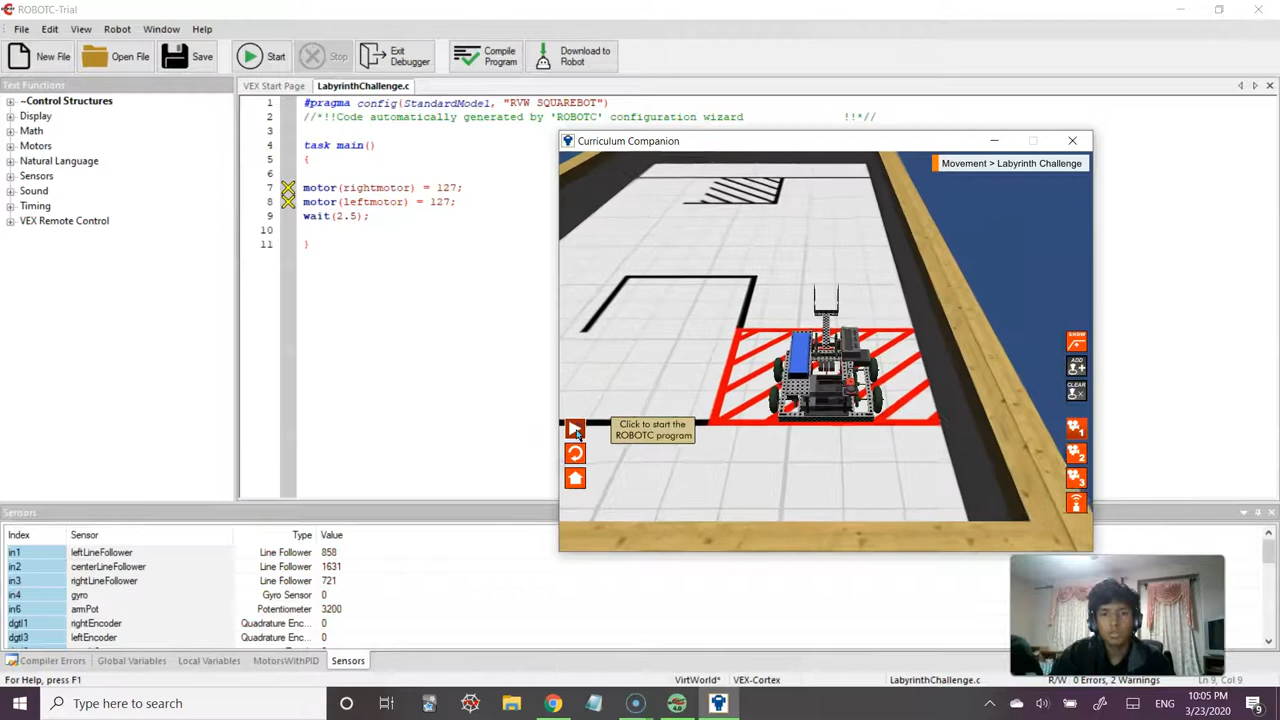 ROBOTC-Trial
File Edit View Robot Window Help
New File Open File Save Start Stop Exit Debugger Compile Program Download to Robot
Text Functions
~Control Structures
Display
Math
Motors
Natural Language
Sensors
Sound
Timing
VEX Remote Control
VEX Start Page LabyrinthChallenge.c
1 #pragma config(StandardModel, "RVW SQUAREBOT")
2 //*!!Code automatically generated by 'ROBOTC' configuration wizard !!*//
3
4 task main()
5 {
6
7 motor(rightmotor) = 127;
8 motor(leftmotor) = 127;
9 wait(2.5);
10
11 }
Curriculum Companion
Movement > Labyrinth Challenge
SHOW
ADD
CLEAR
Click to start the
ROBOTC program
1
2
3
Sensors
Index Sensor Type Value
in1 leftLineFollower Line Follower 858
in2 centerLineFollower Line Follower 1631
in3 rightLineFollower Line Follower 721
in4 gyro Gyro Sensor 0
in6 armPot Potentiometer 3200
dgtl1 rightEncoder Quadrature Enc... 0
dgtl3 leftEncoder Quadrature Enc... 0
Compiler Errors Global Variables Local Variables MotorsWithPID Sensors
For Help, press F1 VirtWorld* VEX-Cortex LabyrinthChallenge.c R/W 0 Errors, 2 Warnings Ln 9, Col 9
Type here to search
ENG
10:05 PM
3/23/2020